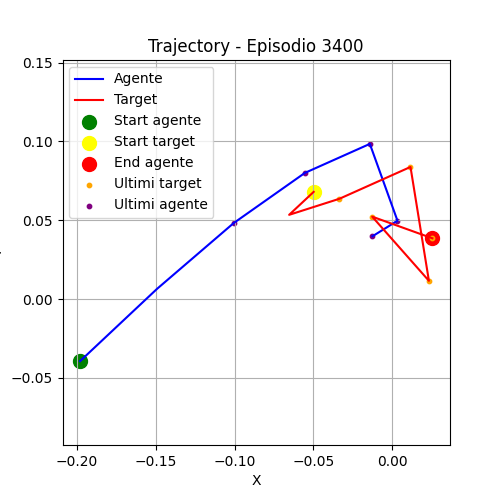 Trajectory - Episodio 3400
0.15
0.10
0.05
0.00
−0.05
Agente
Target
Start agente
Start target
End agente
Ultimi target
Ultimi agente
−0.20 −0.15 −0.10 −0.05 0.00
X